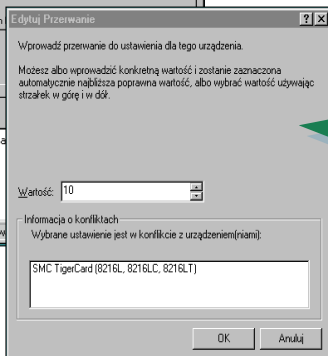 Edytuj Przerwanie
Wprowadź przerwanie do ustawienia dla tego urządzenia.
Możesz albo wprowadzić konkretną wartość i zostanie zaznaczona
automatycznie najbliższa poprawna wartość, albo wybrać wartość używając
strzałek w górę i w dół.
Wartość: 10
Informacja o konfliktach
Wybrane ustawienie jest w konflikcie z urządzeniem(niami):
SMC TigerCard (8216L, 8216LC, 8216LT)
OK Anuluj